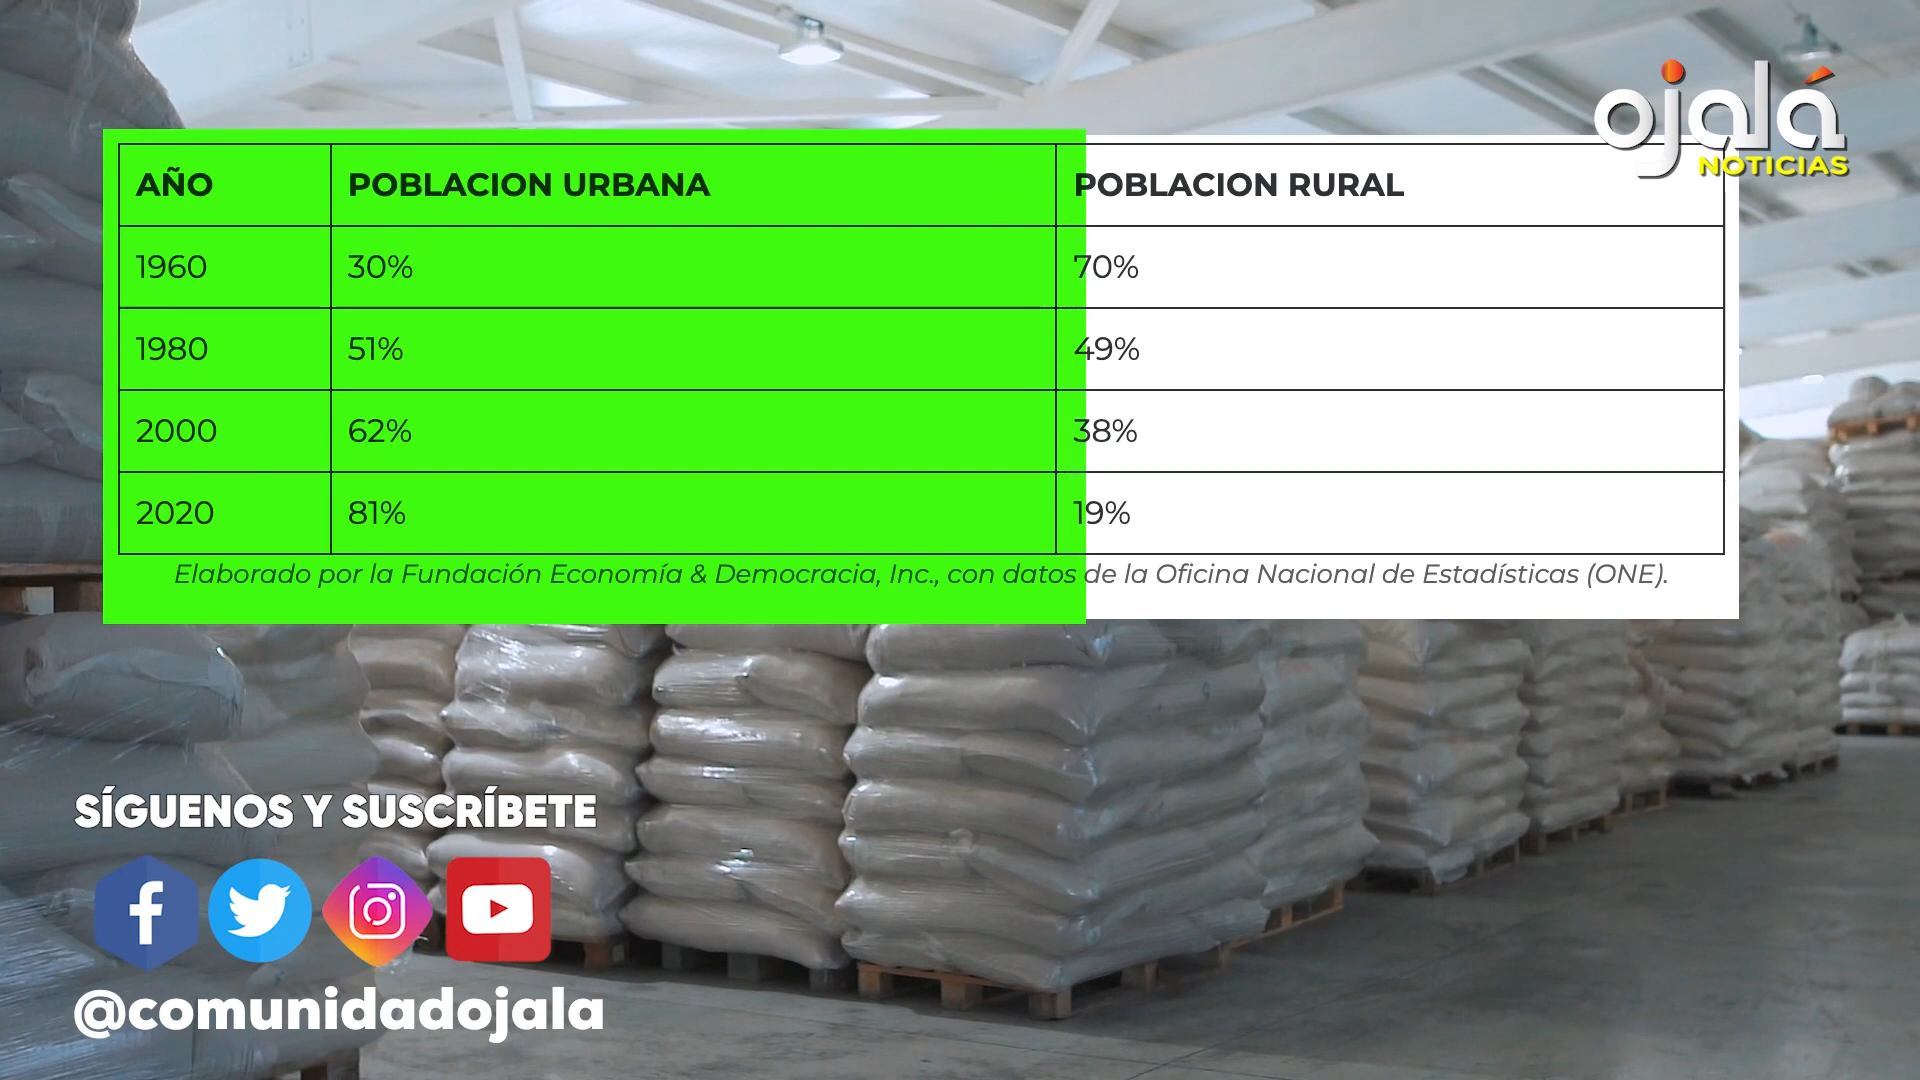 ojalá
NOTICIAS
AÑO POBLACION URBANA POBLACION RURAL
1960 30% 70%
1980 51% 49%
2000 62% 38%
2020 81% 19%
Elaborado por la Fundación Economía & Democracia, Inc., con datos de la Oficina Nacional de Estadísticas (ONE).
SÍGUENOS Y SUSCRÍBETE
@comunidadojala